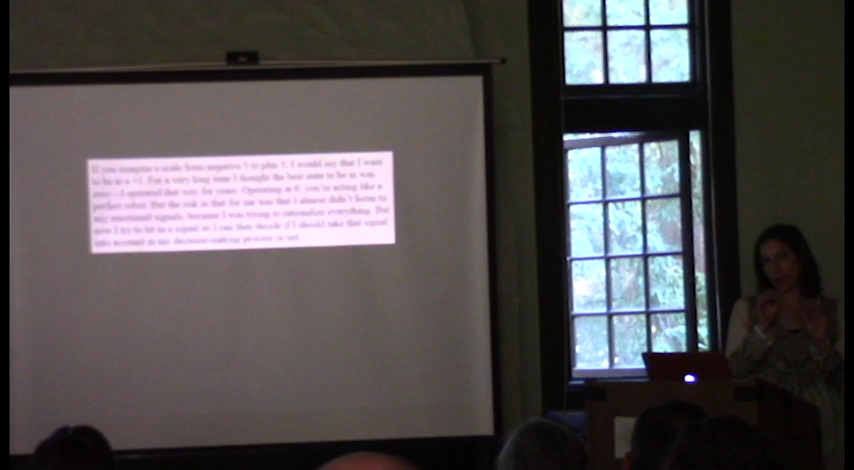 If you imagine a scale from negative 5 to plus 5, I would say that I want
to be at a +1. For a very long time I thought the best state to be in was
zero—I operated that way for years. Operating at 0, you're acting like a
perfect robot. But the risk in that for me was that I almost didn't listen to
any emotional signals, because I was trying to rationalize everything. But
now I try to let in a signal so I can then decide if I should take that signal
into account in my decision-making process or not.